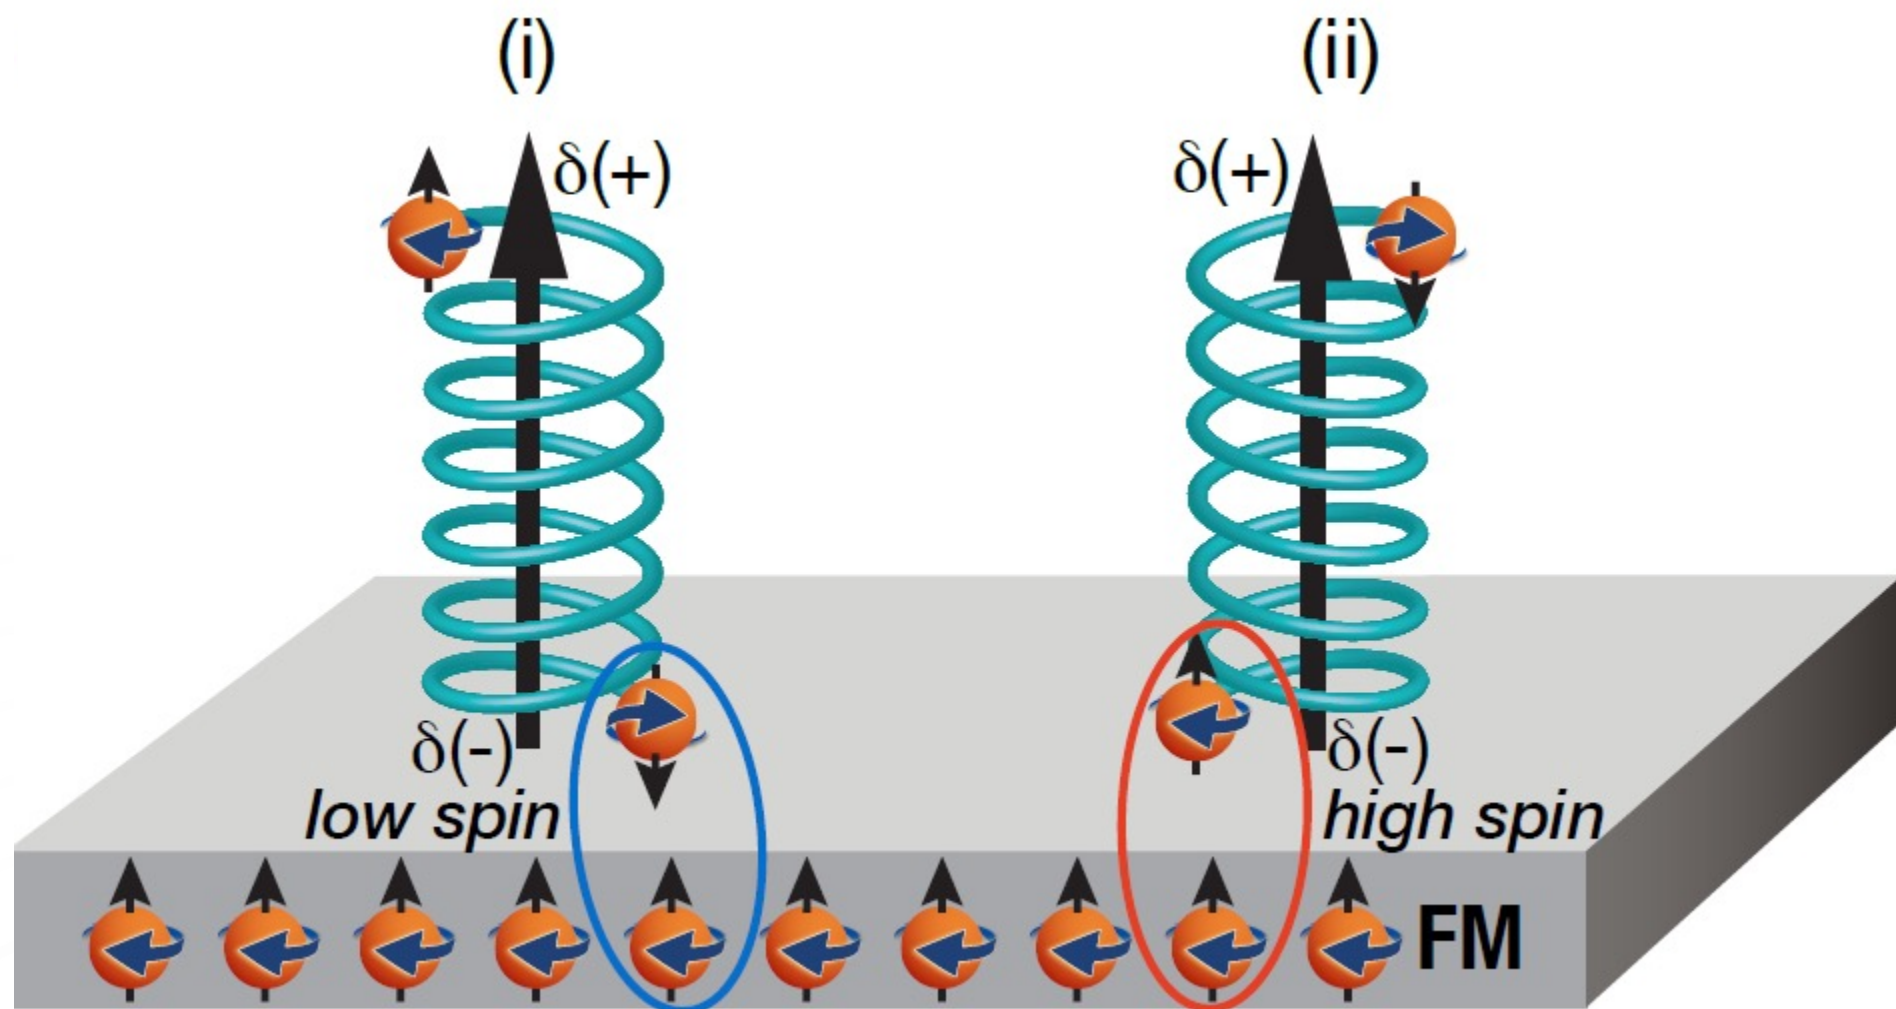 (i)
(ii)
δ(+)
δ(+)
δ(-)
δ(-)
low spin
high spin
FM